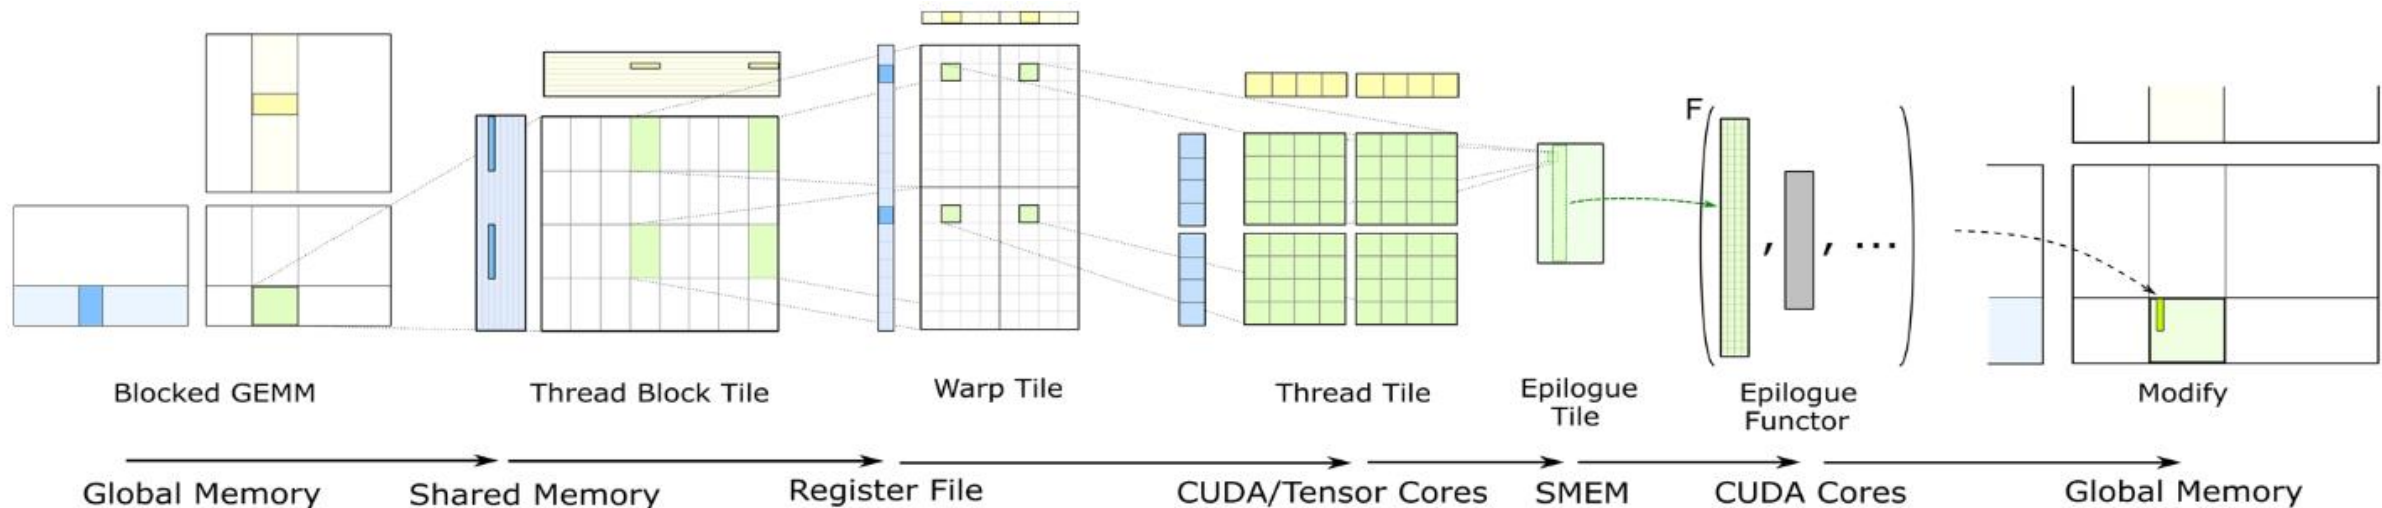 F
,
, ...
Blocked GEMM
Thread Block Tile
Warp Tile
Thread Tile
Epilogue
Tile
Epilogue
Functor
Modify
Global Memory
Shared Memory
Register File
CUDA/Tensor Cores
SMEM
CUDA Cores
Global Memory